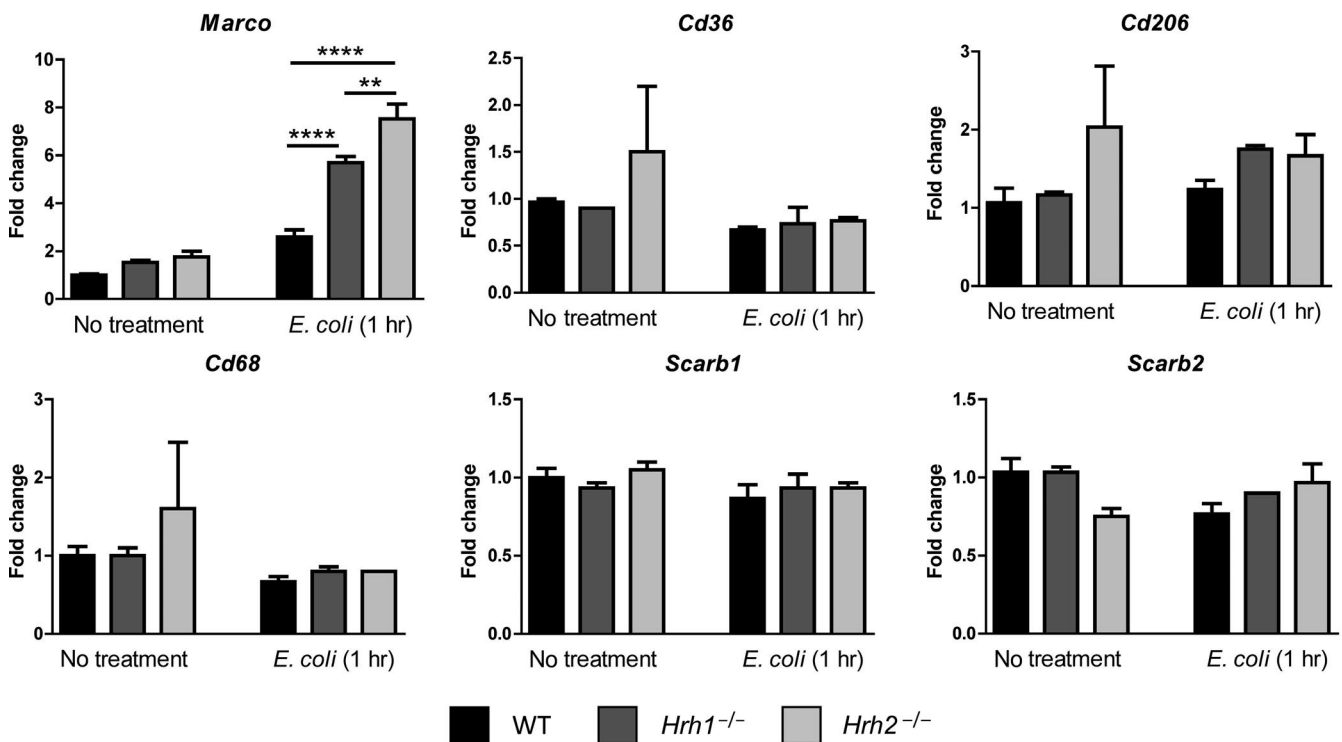 Marco
Fold change
10
8
6
4
2
0
****
**
****
No treatment
E. coli (1 hr)
Cd36
Fold change
2.5
2.0
1.5
1.0
0.5
0.0
No treatment
E. coli (1 hr)
Cd206
Fold change
3
2
1
0
No treatment
E. coli (1 hr)
Cd68
Fold change
3
2
1
0
No treatment
E. coli (1 hr)
Scarb1
Fold change
1.5
1.0
0.5
0.0
No treatment
E. coli (1 hr)
Scarb2
Fold change
1.5
1.0
0.5
0.0
No treatment
E. coli (1 hr)
WT
Hrh1⁻/⁻
Hrh2⁻/⁻